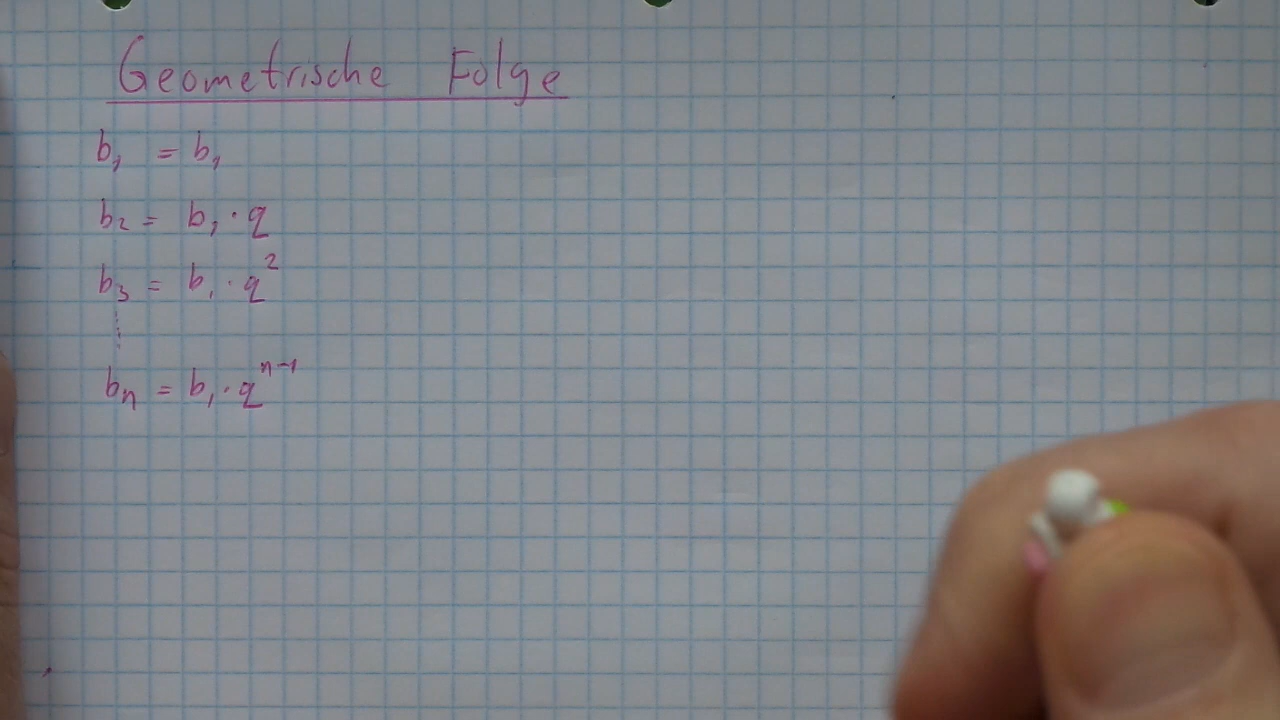 Geometrische Folge
b₁ = b₁
b₂ = b₁ · q
b₃ = b₁ · q²
⋮
bₙ = b₁ · qⁿ⁻¹